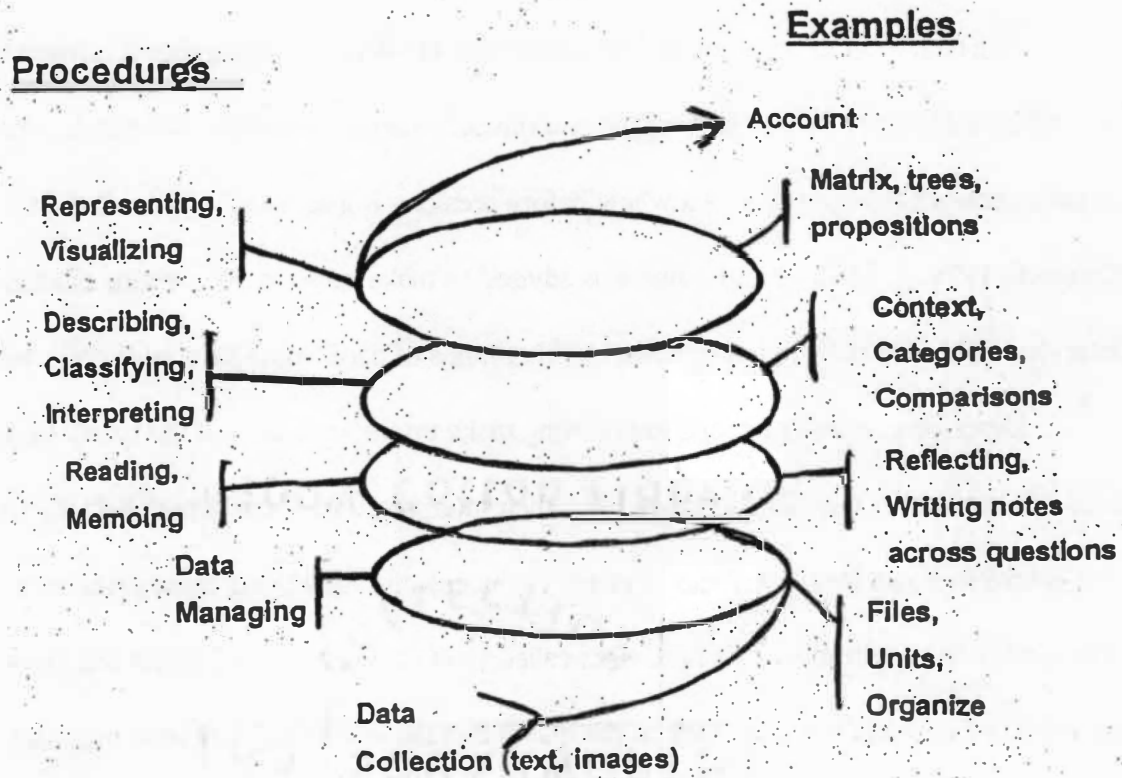 Examples
Procedures
Account
Representing,
Visualizing
Matrix, trees,
propositions
Describing,
Classifying,
Interpreting
Context,
Categories,
Comparisons
Reading,
Memoing
Reflecting,
Writing notes
across questions
Data
Managing
Files,
Units,
Organize
Data
Collection (text, images)